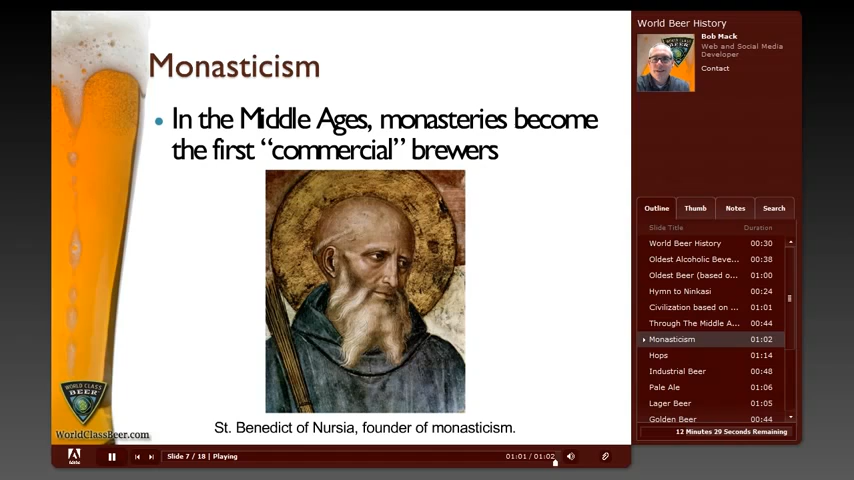 Monasticism
• In the Middle Ages, monasteries become
the first “commercial” brewers
St. Benedict of Nursia, founder of monasticism.
WORLD CLASS
BEER
WorldClassBeer.com
Adobe
Slide 7 / 18 | Playing
01:01 / 01:02
World Beer History
Bob Mack
Web and Social Media
Developer
Contact
Outline Thumb Notes Search
Slide Title Duration
World Beer History 00:30
Oldest Alcoholic Beve... 00:38
Oldest Beer (based o... 01:00
Hymn to Ninkasi 00:24
Civilization based on ... 01:01
Through The Middle A... 00:44
Monasticism 01:02
Hops 01:14
Industrial Beer 00:48
Pale Ale 01:06
Lager Beer 01:05
Golden Beer 00:44
12 Minutes 29 Seconds Remaining